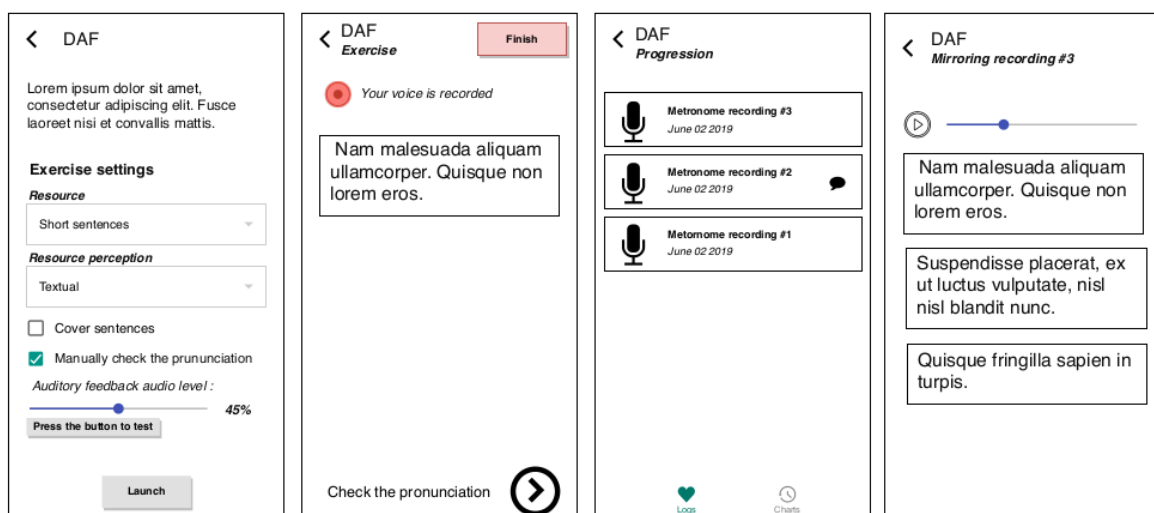 DAF
Lorem ipsum dolor sit amet,
consectetur adipiscing elit. Fusce
laoreet nisi et convallis mattis.
Exercise settings
Resource
Short sentences
Resource perception
Textual
Cover sentences
Manually check the prununciation
Auditory feedback audio level :
45%
Press the button to test
Launch
DAF
Exercise
Finish
Your voice is recorded
Nam malesuada aliquam
ullamcorper. Quisque non
lorem eros.
Check the pronunciation
DAF
Progression
Metronome recording #3
June 02 2019
Metronome recording #2
June 02 2019
Metornome recording #1
June 02 2019
Logs
Charts
DAF
Mirroring recording #3
Nam malesuada aliquam
ullamcorper. Quisque non
lorem eros.
Suspendisse placerat, ex
ut luctus vulputate, nisl
nisl blandit nunc.
Quisque fringilla sapien in
turpis.